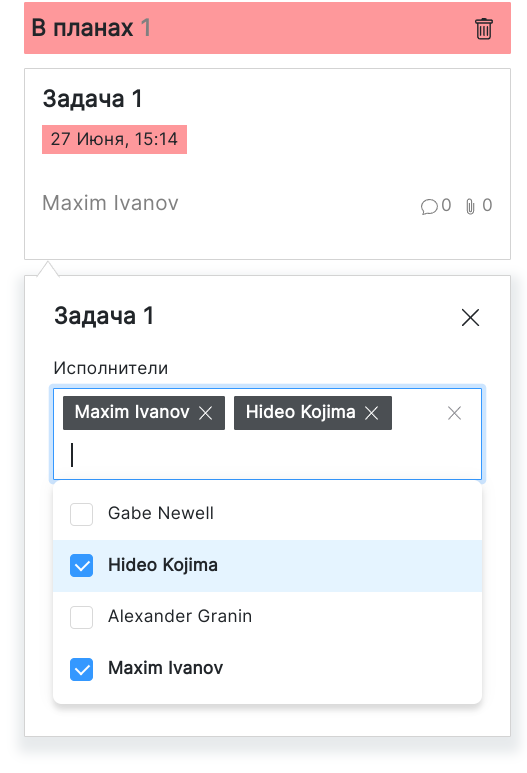 В планах 1
Задача 1
27 Июня, 15:14
Maxim Ivanov
0 0
Задача 1
Исполнители
Maxim Ivanov Hideo Kojima
Gabe Newell
Hideo Kojima
Alexander Granin
Maxim Ivanov